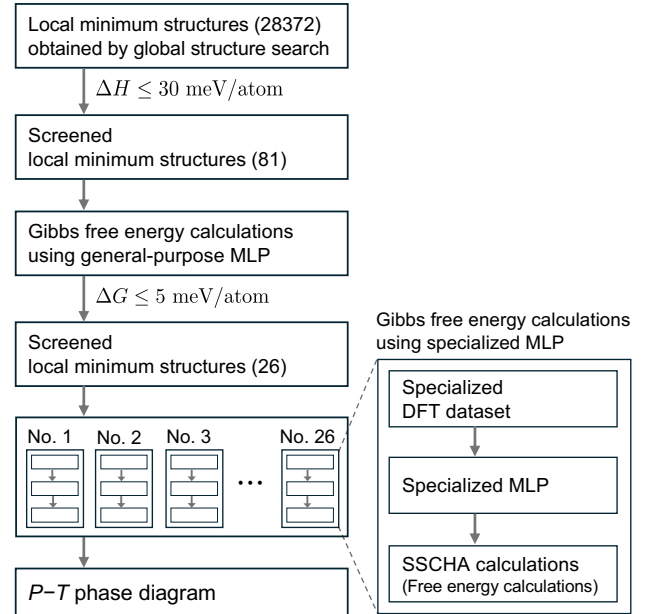 Local minimum structures (28372)
obtained by global structure search
ΔH ≤ 30 meV/atom
Screened
local minimum structures (81)
Gibbs free energy calculations
using general-purpose MLP
ΔG ≤ 5 meV/atom
Screened
local minimum structures (26)
No. 1 No. 2 No. 3 No. 26
...
P−T phase diagram
Gibbs free energy calculations
using specialized MLP
Specialized
DFT dataset
Specialized MLP
SSCHA calculations
(Free energy calculations)